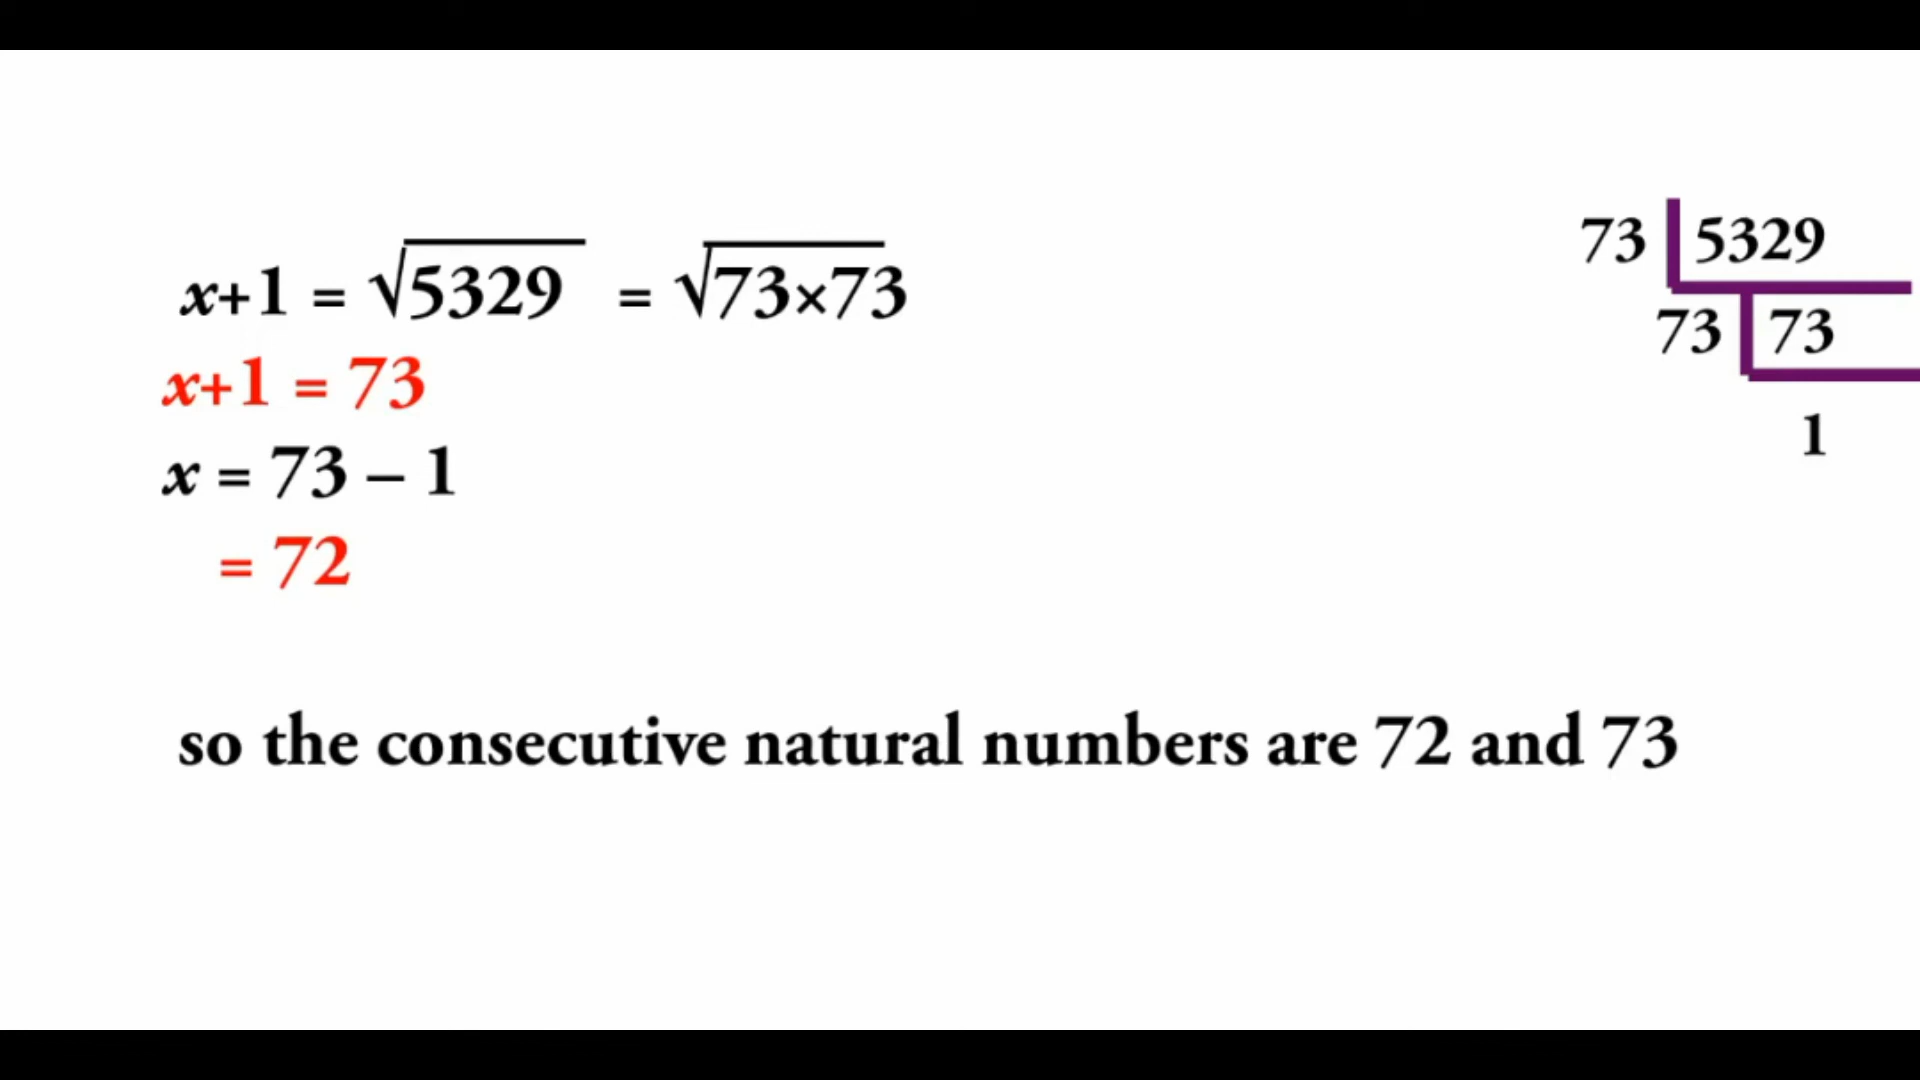 x+1 = √5329 = √73×73
x+1 = 73
x = 73 – 1
= 72
so the consecutive natural numbers are 72 and 73
73 5329
73 73
1